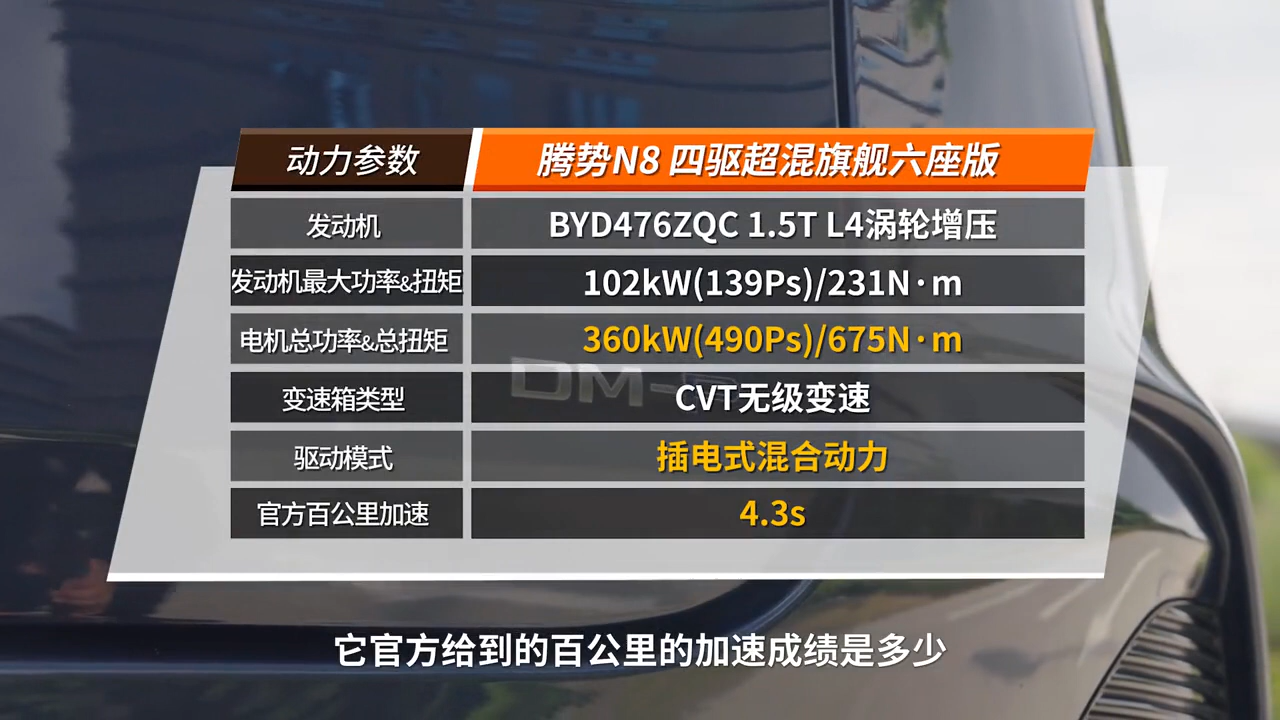 动力参数 腾势N8 四驱超混旗舰六座版
发动机 BYD476ZQC 1.5T L4涡轮增压
发动机最大功率&扭矩 102kW(139Ps)/231N·m
电机总功率&总扭矩 360kW(490Ps)/675N·m
DM-
变速箱类型 CVT无级变速
驱动模式 插电式混合动力
官方百公里加速 4.3s
它官方给到的百公里的加速成绩是多少